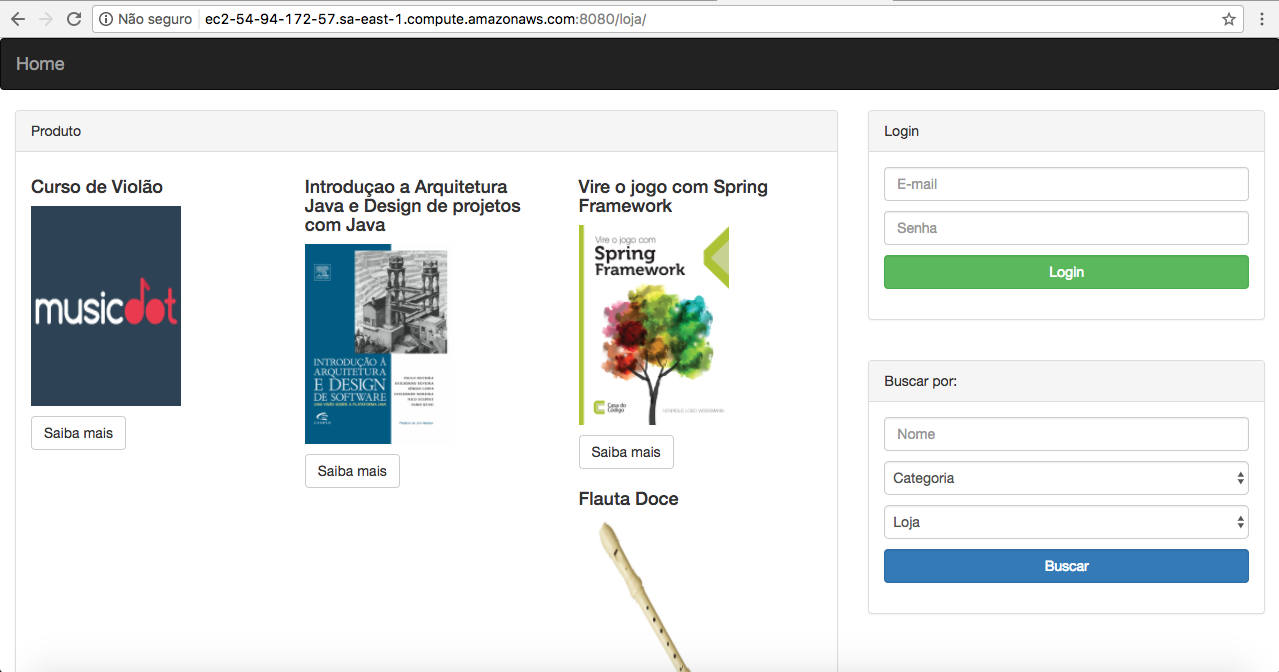 Não seguro
ec2-54-94-172-57.sa-east-1.compute.amazonaws.com:8080/loja/
Home
Produto
Curso de Violão
musicdot
Saiba mais
Introduçao a Arquitetura
Java e Design de projetos
com Java
INTRODUÇÃO À
ARQUITETURA
E DESIGN
DE SOFTWARE
Saiba mais
Vire o jogo com Spring
Framework
Vire o jogo com
Spring
Framework
Casa do
Código
Saiba mais
Flauta Doce
Login
E-mail
Senha
Login
Buscar por:
Nome
Categoria
Loja
Buscar